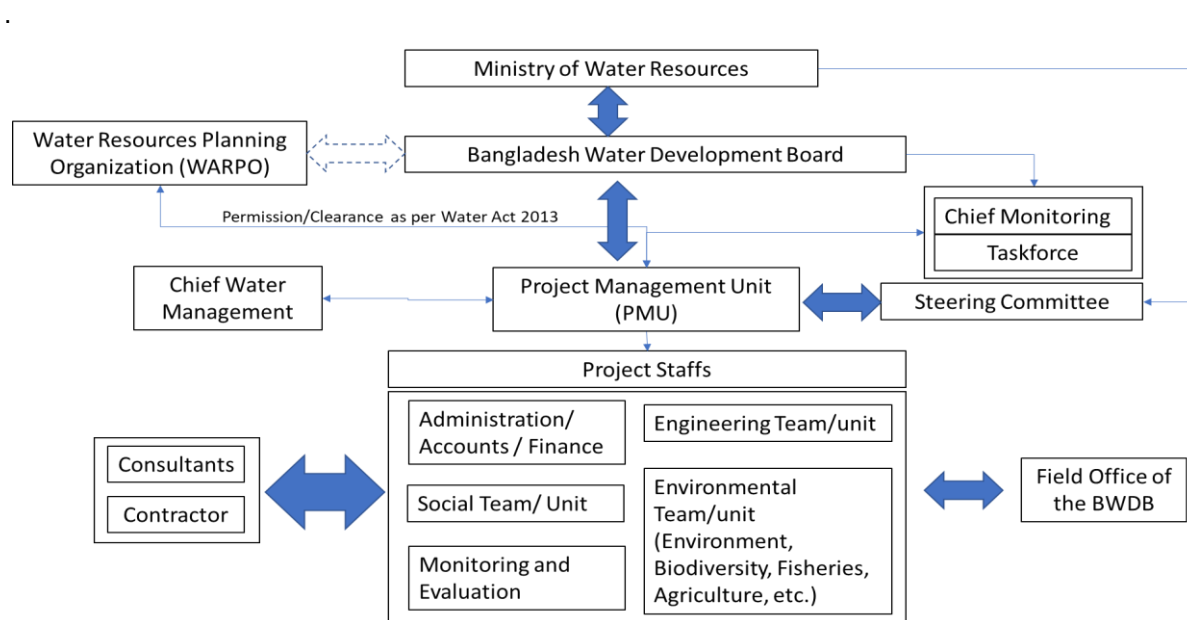 .
Ministry of Water Resources
Water Resources Planning
Organization (WARPO)
Bangladesh Water Development Board
Permission/Clearance as per Water Act 2013
Chief Monitoring
Taskforce
Chief Water
Management
Project Management Unit
(PMU)
Steering Committee
Project Staffs
Administration/
Accounts / Finance
Engineering Team/unit
Consultants
Contractor
Social Team/ Unit
Environmental
Team/unit
(Environment,
Biodiversity, Fisheries,
Agriculture, etc.)
Monitoring and
Evaluation
Field Office of
the BWDB